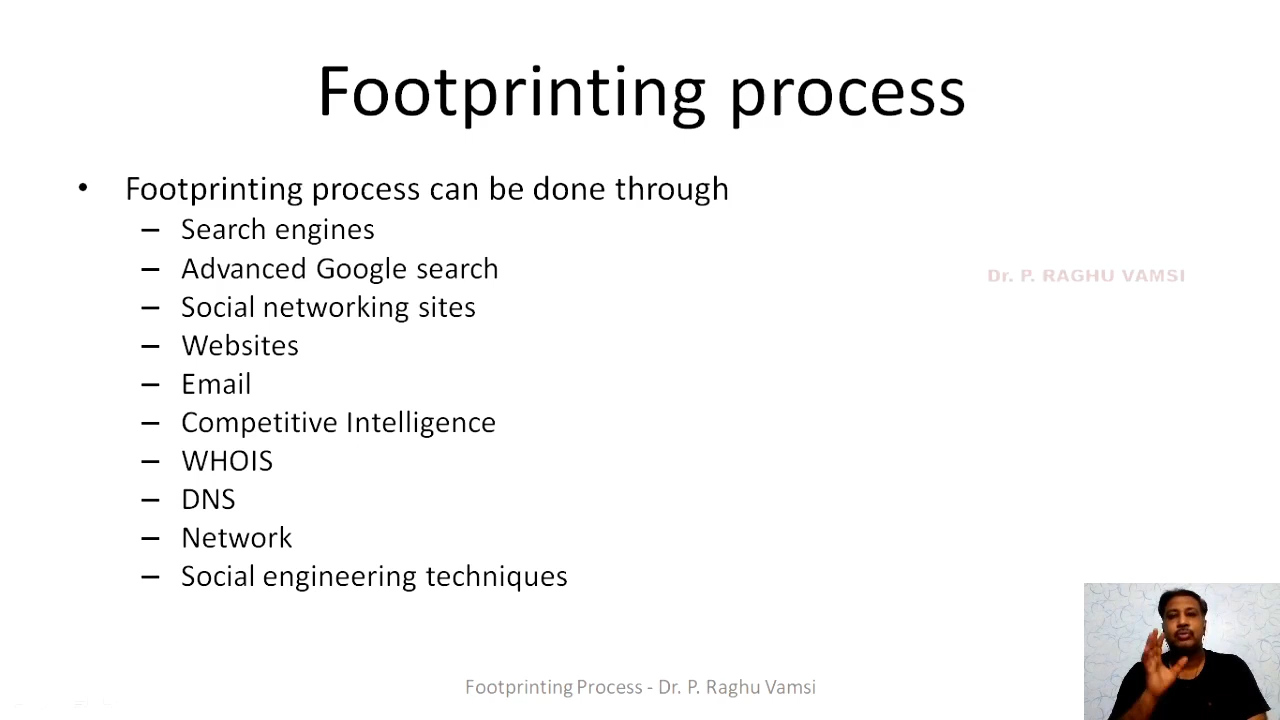 Footprinting process
• Footprinting process can be done through
– Search engines
– Advanced Google search
– Social networking sites
– Websites
– Email
– Competitive Intelligence
– WHOIS
– DNS
– Network
– Social engineering techniques
Dr. P. RAGHU VAMSI
Footprinting Process - Dr. P. Raghu Vamsi